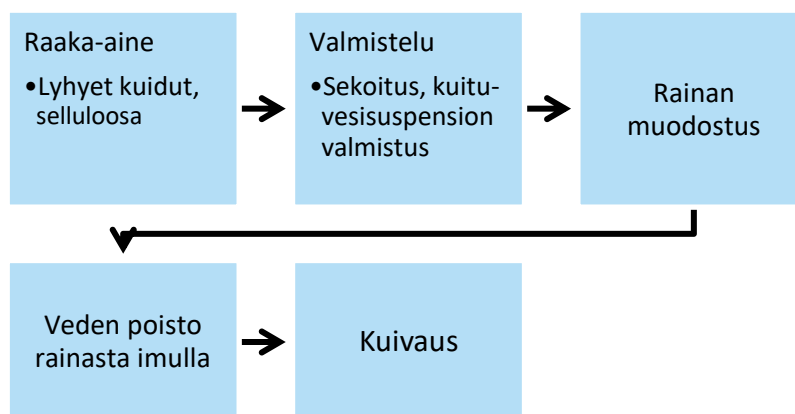 Raaka-aine
•Lyhyet kuidut,
selluloosa
Valmistelu
•Sekoitus, kuitu-
vesisuspension
valmistus
Rainan
muodostus
Veden poisto
rainasta imulla
Kuivaus